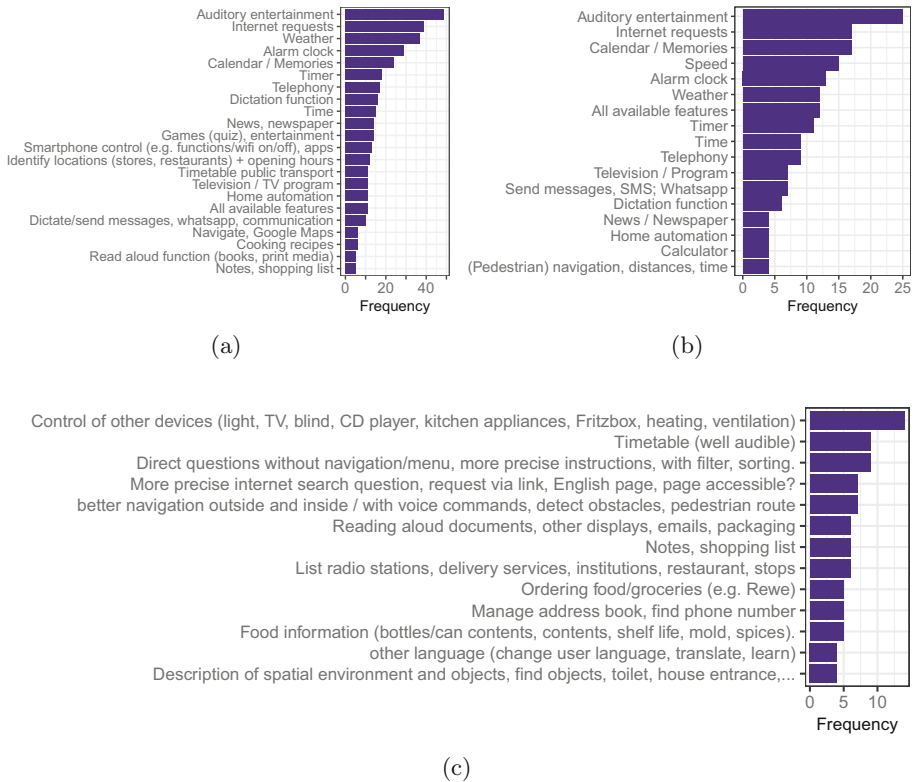 Auditory entertainment
Internet requests
Weather
Alarm clock
Calendar / Memories
Timer
Telephony
Dictation function
Time
News, newspaper
Games (quiz), entertainment
Smartphone control (e.g. functions/wifi on/off), apps
Identify locations (stores, restaurants) + opening hours
Timetable public transport
Television / TV program
Home automation
All available features
Dictate/send messages, whatsapp, communication
Navigate, Google Maps
Cooking recipes
Read aloud function (books, print media)
Notes, shopping list
0 20 40
Frequency
(a)
Auditory entertainment
Internet requests
Calendar / Memories
Speed
Alarm clock
Weather
All available features
Timer
Time
Telephony
Television / Program
Send messages, SMS; Whatsapp
Dictation function
News / Newspaper
Home automation
Calculator
(Pedestrian) navigation, distances, time
0 5 10 15 20 25
Frequency
(b)
Control of other devices (light, TV, blind, CD player, kitchen appliances, Fritzbox, heating, ventilation)
Timetable (well audible)
Direct questions without navigation/menu, more precise instructions, with filter, sorting.
More precise internet search question, request via link, English page, page accessible?
better navigation outside and inside / with voice commands, detect obstacles, pedestrian route
Reading aloud documents, other displays, emails, packaging
Notes, shopping list
List radio stations, delivery services, institutions, restaurant, stops
Ordering food/groceries (e.g. Rewe)
Manage address book, find phone number
Food information (bottles/can contents, contents, shelf life, mold, spices).
other language (change user language, translate, learn)
Description of spatial environment and objects, find objects, toilet, house entrance,...
0 5 10
Frequency
(c)